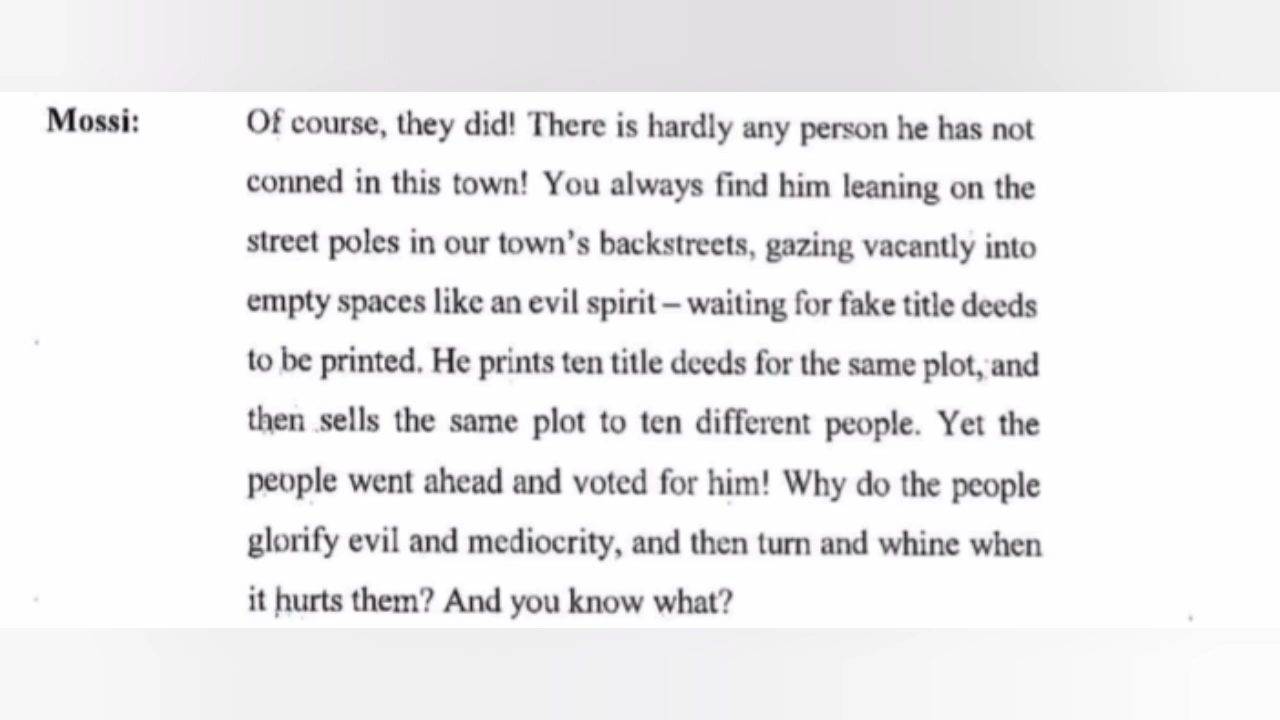 Mossi: Of course, they did! There is hardly any person he has not
conned in this town! You always find him leaning on the
street poles in our town's backstreets, gazing vacantly into
empty spaces like an evil spirit – waiting for fake title deeds
to be printed. He prints ten title deeds for the same plot, and
then sells the same plot to ten different people. Yet the
people went ahead and voted for him! Why do the people
glorify evil and mediocrity, and then turn and whine when
it hurts them? And you know what?